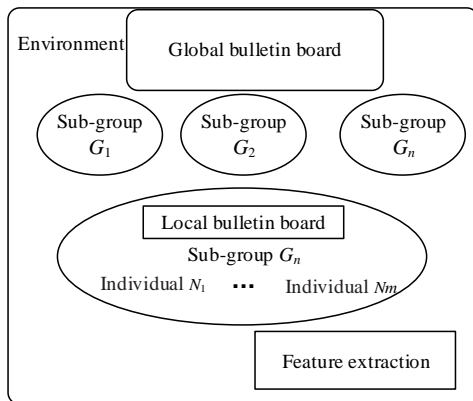 Environment
Global bulletin board
Sub-group
G1
Sub-group
G2
Sub-group
Gn
Local bulletin board
Sub-group Gn
Individual N1 ... Individual Nm
Feature extraction